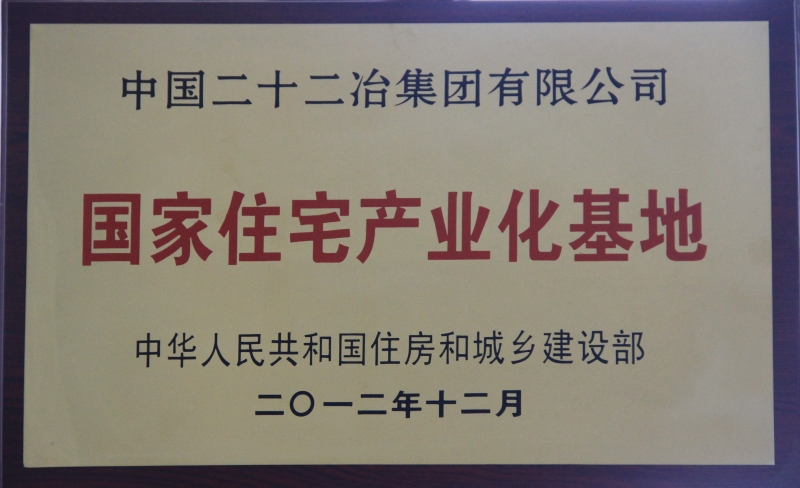 中国二十二冶集团有限公司
国家住宅产业化基地
中华人民共和国住房和城乡建设部
二〇一二年十二月